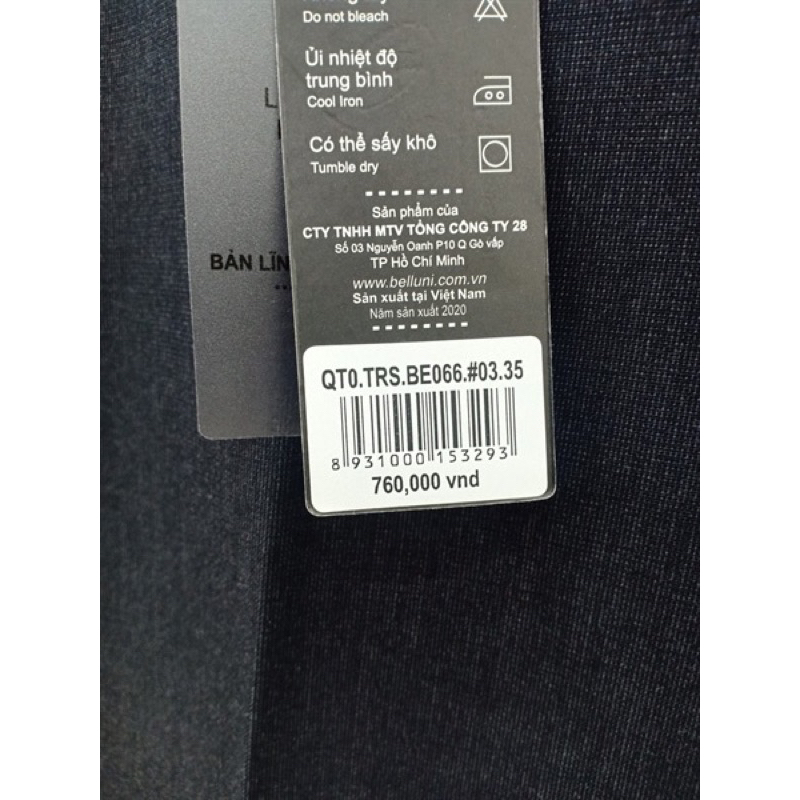 Do not bleach
Ủi nhiệt độ
trung bình
Cool Iron
Có thể sấy khô
Tumble dry
Sản phẩm của
CTY TNHH MTV TỔNG CÔNG TY 28
Số 03 Nguyễn Oanh P10 Q Gò vấp
TP Hồ Chí Minh
www.belluni.com.vn
Sản xuất tại Việt Nam
Năm sản xuất 2020
QT0.TRS.BE066.#03.35
8 931000 153293
760,000 vnd
BẢN LĨN